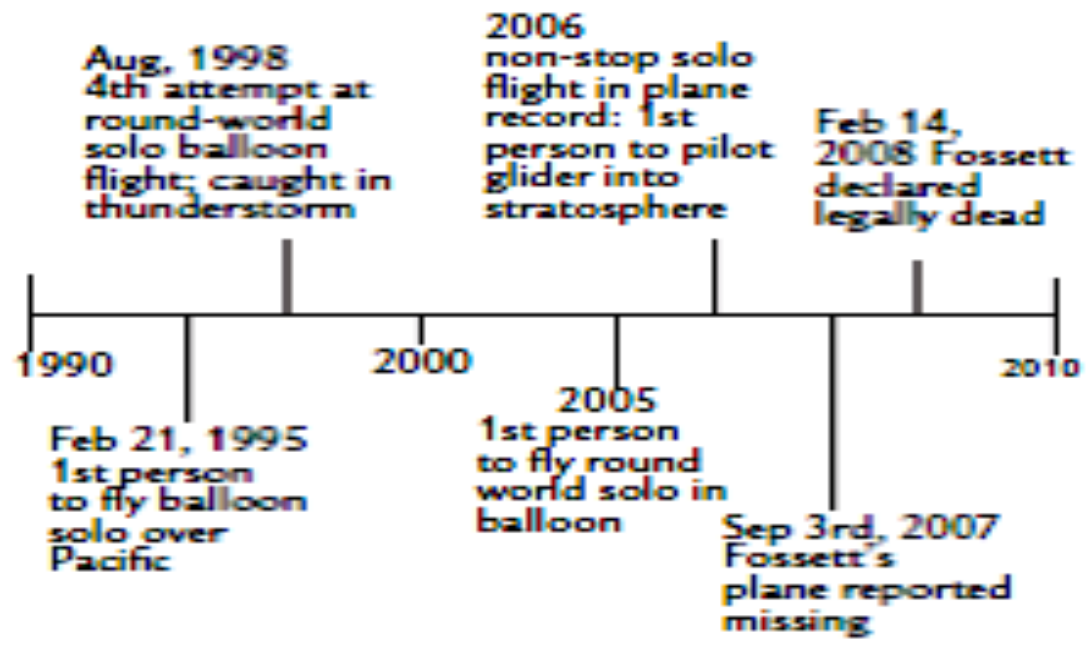 Aug, 1998
4th attempt at
round-world
solo balloon
flight; caught in
thunderstorm
2006
non-stop solo
flight in plane
record: 1st
person to pilot
glider into
stratosphere
Feb 14,
2008 Fossett
declared
legally dead
1990
2000
2010
Feb 21, 1995
1st person
to fly balloon
solo over
Pacific
2005
1st person
to fly round
world solo in
balloon
Sep 3rd, 2007
Fossett's
plane reported
missing